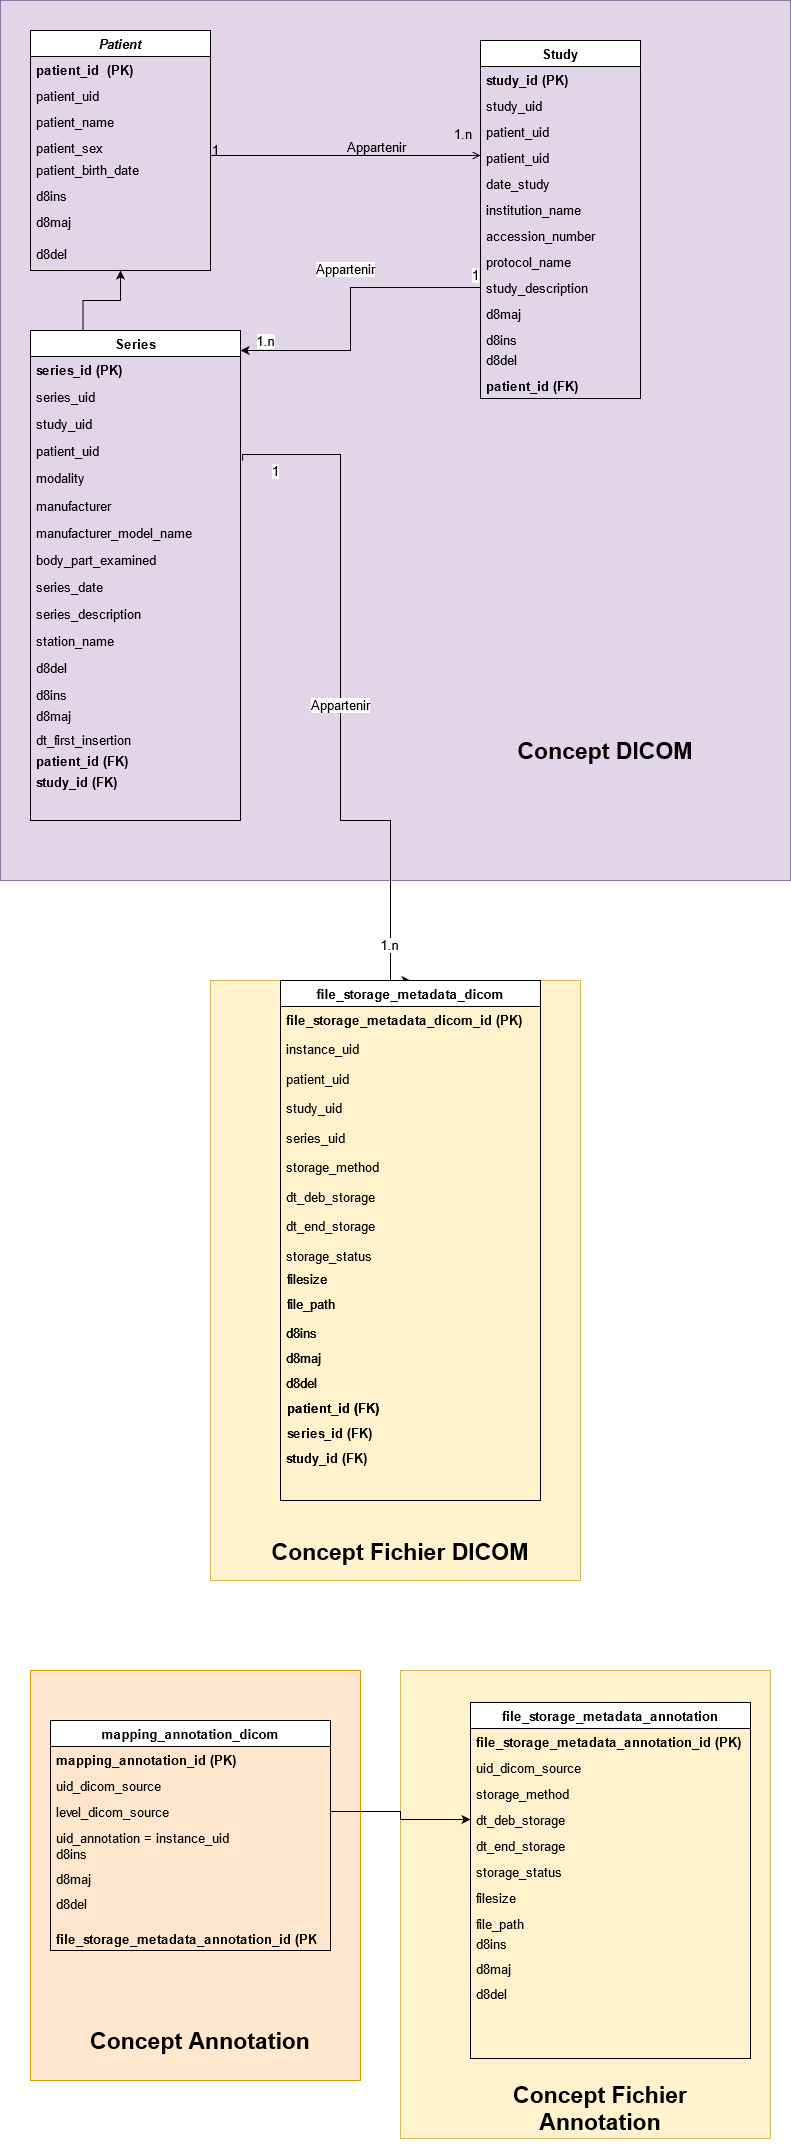 Patient
patient_id  (PK)
patient_uid
patient_name
patient_sex
patient_birth_date
d8ins
d8maj
d8del
Study
study_id (PK)
study_uid
patient_uid
patient_uid
date_study
institution_name
accession_number
protocol_name
study_description
d8maj
d8ins
d8del
patient_id (FK)
1
Appartenir
1.n
1
Appartenir
1.n
Series
series_id (PK)
series_uid
study_uid
patient_uid
modality
manufacturer
manufacturer_model_name
body_part_examined
series_date
series_description
station_name
d8del
d8ins
d8maj
dt_first_insertion
patient_id (FK)
study_id (FK)
1
Appartenir
1.n
Concept DICOM
file_storage_metadata_dicom
file_storage_metadata_dicom_id (PK)
instance_uid
patient_uid
study_uid
series_uid
storage_method
dt_deb_storage
dt_end_storage
storage_status
filesize
file_path
d8ins
d8maj
d8del
patient_id (FK)
series_id (FK)
study_id (FK)
Concept Fichier DICOM
mapping_annotation_dicom
mapping_annotation_id (PK)
uid_dicom_source
level_dicom_source
uid_annotation = instance_uid
d8ins
d8maj
d8del
file_storage_metadata_annotation_id (PK
Concept Annotation
file_storage_metadata_annotation
file_storage_metadata_annotation_id (PK)
uid_dicom_source
storage_method
dt_deb_storage
dt_end_storage
storage_status
filesize
file_path
d8ins
d8maj
d8del
Concept Fichier
Annotation